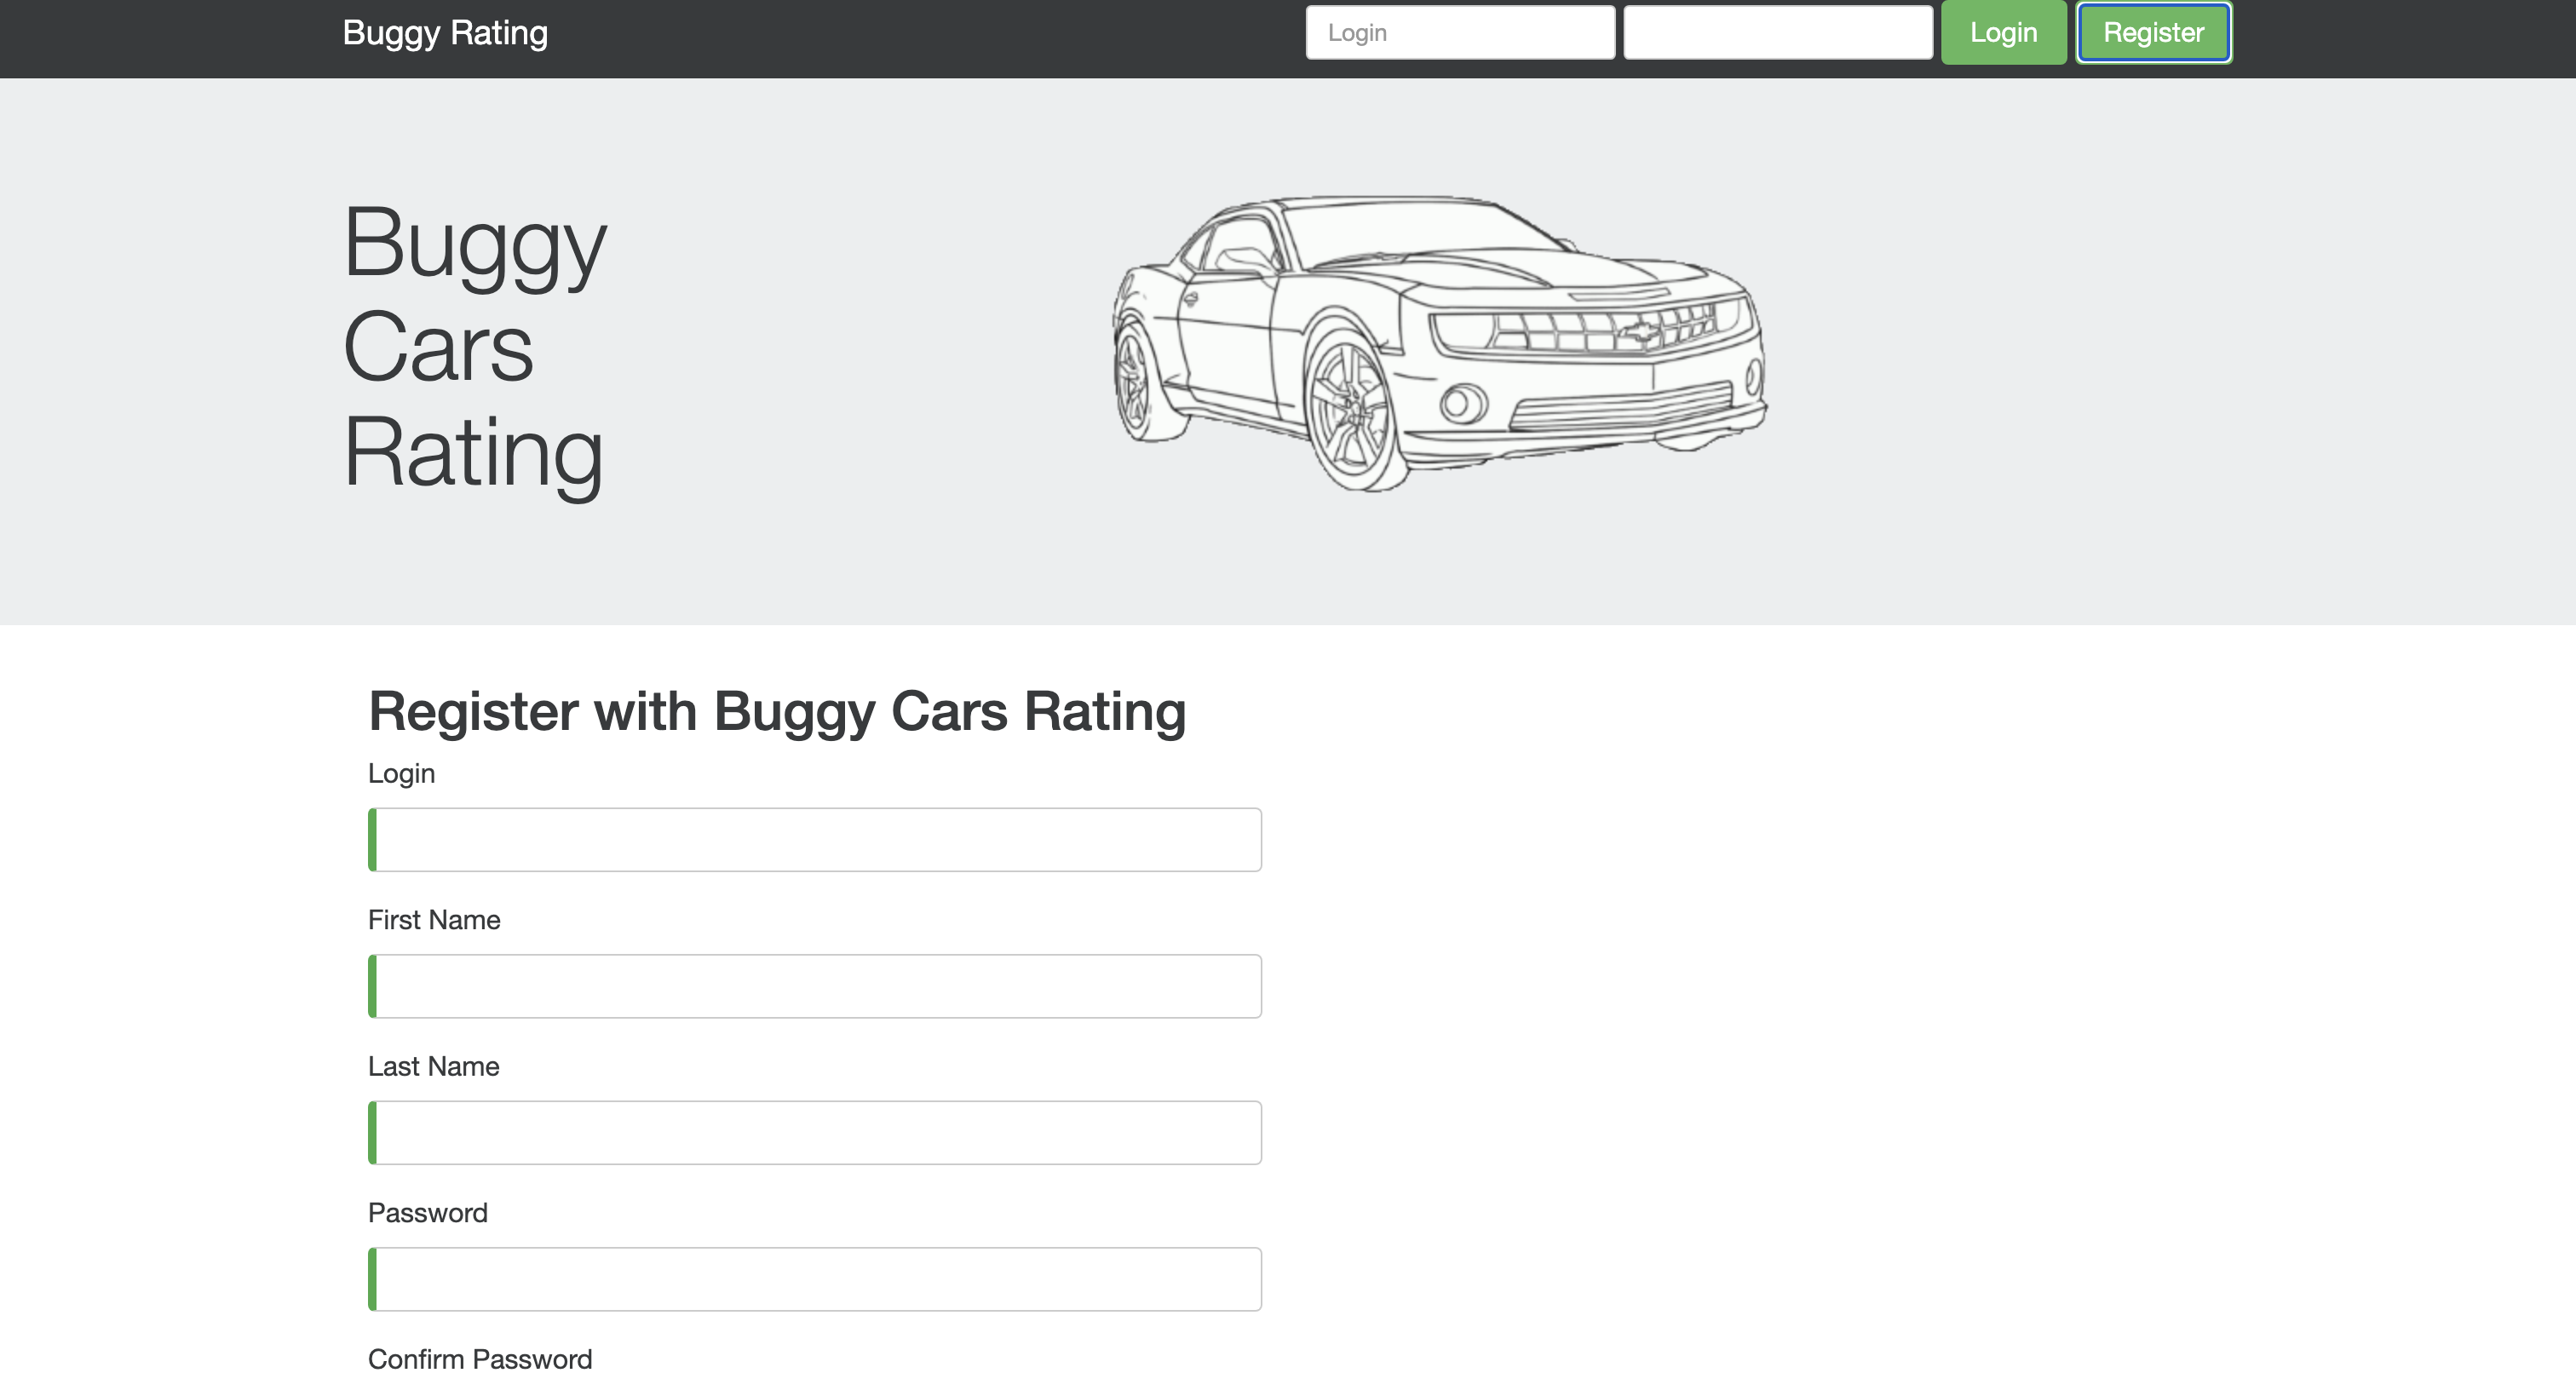 Buggy Rating
Login
Login
Register
Buggy
Cars
Rating
Register with Buggy Cars Rating
Login
First Name
Last Name
Password
Confirm Password